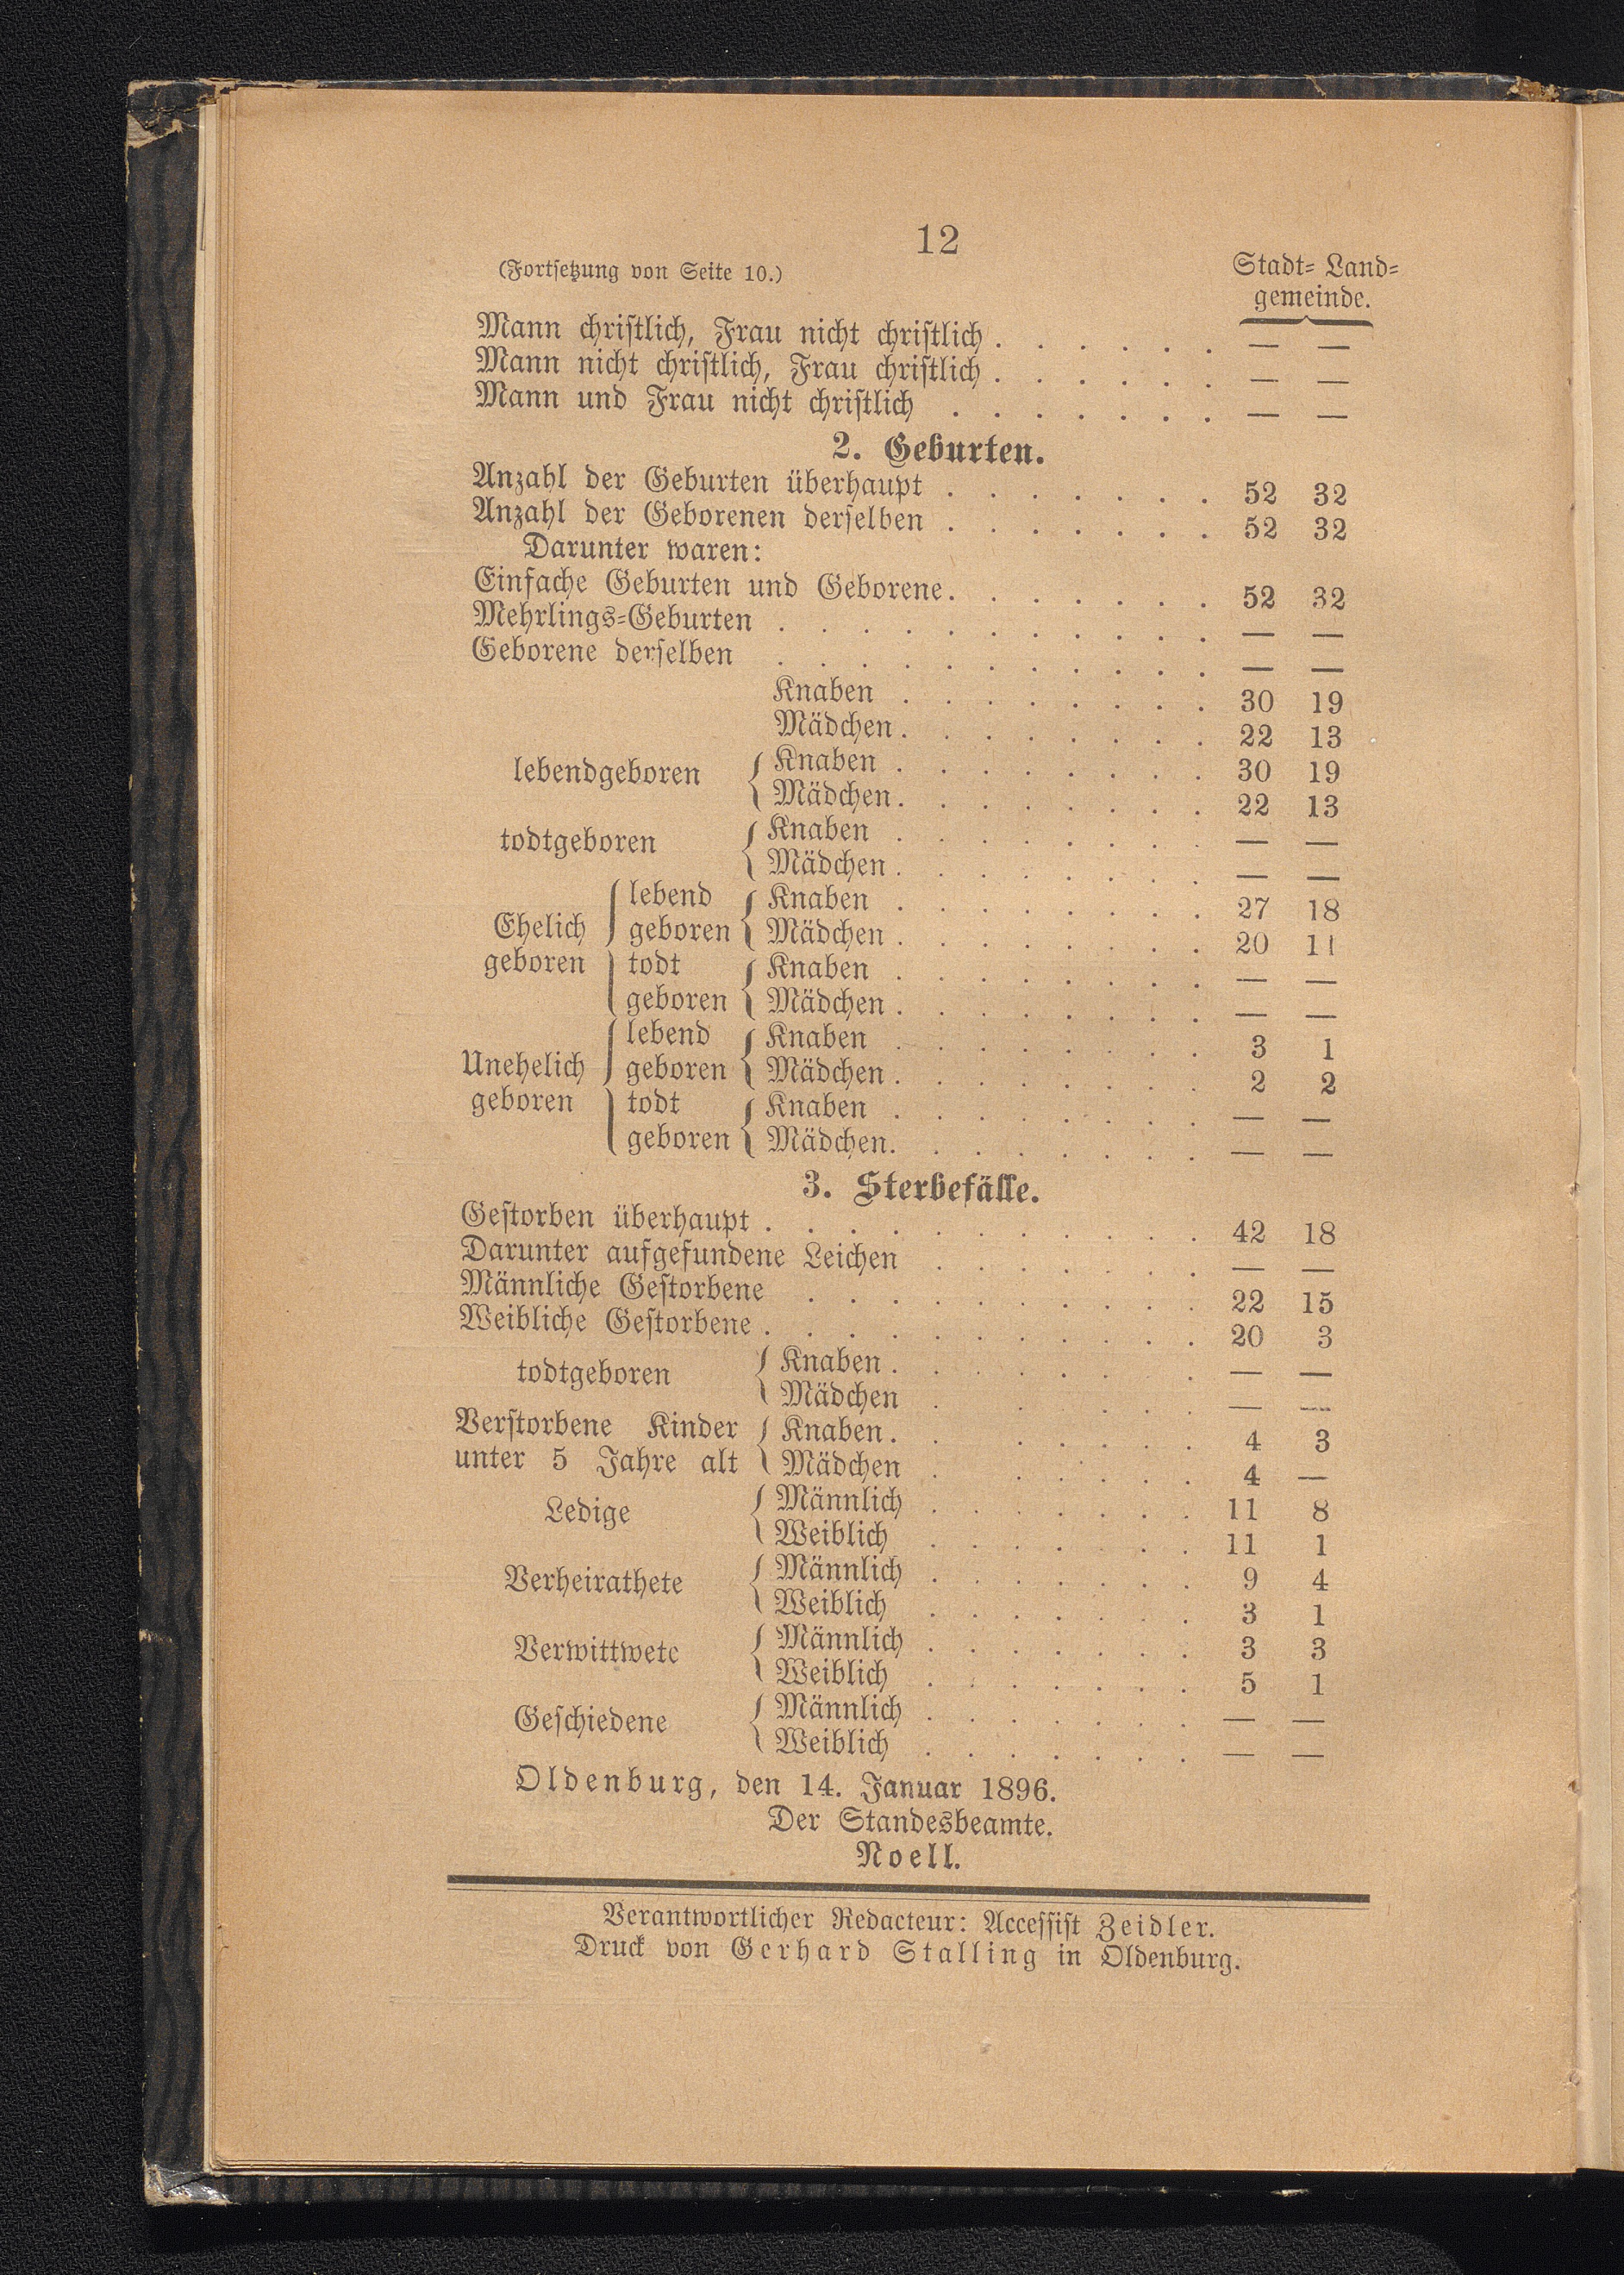 12
(Fortsetzung von Seite 10.) Stadt= Land=
gemeinde.
Mann christlich, Frau nicht christlich . . . . . . — —
Mann nicht christlich, Frau christlich . . . . . . — —
Mann und Frau nicht christlich . . . . . . . — —
2. Geburten.
Anzahl der Geburten überhaupt . . . . . . . 52 32
Anzahl der Geborenen derselben . . . . . . . 52 32
Darunter waren:
Einfache Geburten und Geborene . . . . . . . 52 32
Mehrlings=Geburten . . . . . . . . . . . — —
Geborene derselben . . . . . . . . . . . — —
Knaben . . . . . . . . 30 19
Mädchen . . . . . . . . 22 13
lebendgeboren { Knaben . . . . . . . . 30 19
{ Mädchen . . . . . . . . 22 13
todtgeboren { Knaben . . . . . . . . — —
{ Mädchen . . . . . . . . — —
lebend { Knaben . . . . . . . . 27 18
Ehelich geboren { Mädchen . . . . . . . . 20 11
geboren todt { Knaben . . . . . . . . — —
geboren { Mädchen . . . . . . . . — —
lebend { Knaben . . . . . . . . 3 1
Unehelich geboren { Mädchen . . . . . . . . 2 2
geboren todt { Knaben . . . . . . . . — —
geboren { Mädchen . . . . . . . . — —
3. Sterbefälle.
Gestorben überhaupt . . . . . . . . . . . 42 18
Darunter aufgefundene Leichen . . . . . . . — —
Männliche Gestorbene . . . . . . . . . . 22 15
Weibliche Gestorbene . . . . . . . . . . . 20 3
todtgeboren { Knaben . . . . . . . . — —
{ Mädchen . . . . . . . — —
Verstorbene Kinder { Knaben . . . . . . . 4 3
unter 5 Jahre alt { Mädchen . . . . . . 4 —
Ledige { Männlich . . . . . . . 11 8
{ Weiblich . . . . . . . 11 1
Verheirathete { Männlich . . . . . . . 9 4
{ Weiblich . . . . . . . 3 1
Verwittwete { Männlich . . . . . . . 3 3
{ Weiblich . . . . . . . 5 1
Geschiedene { Männlich . . . . . . . — —
{ Weiblich . . . . . . . — —
Oldenburg, den 14. Januar 1896.
Der Standesbeamte.
Noell.
Verantwortlicher Redacteur: Accessist Zeidler.
Druck von Gerhard Stalling in Oldenburg.